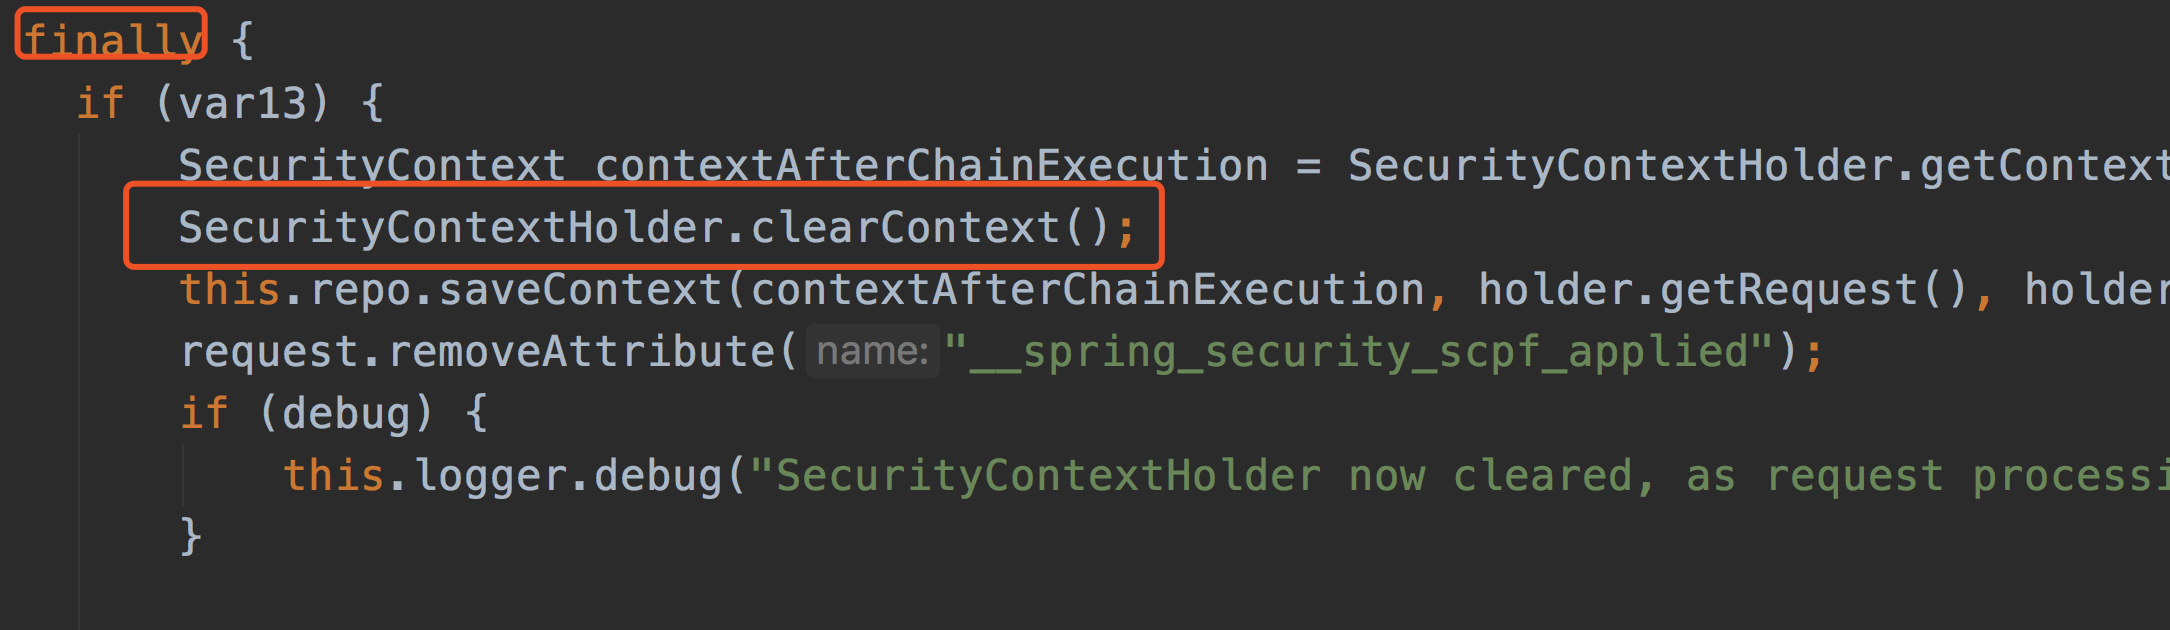 finally {
if (var13) {
SecurityContext contextAfterChainExecution = SecurityContextHolder.getContext
SecurityContextHolder.clearContext();
this.repo.saveContext(contextAfterChainExecution, holder.getRequest(), holder
request.removeAttribute( name: "__spring_security_scpf_applied");
if (debug) {
this.logger.debug("SecurityContextHolder now cleared, as request processi
}